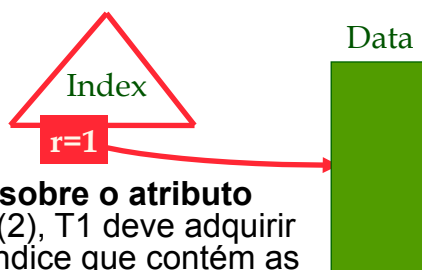 Data
Index
r=1
sobre o atributo
(2), T1 deve adquirir
ndice que contém as